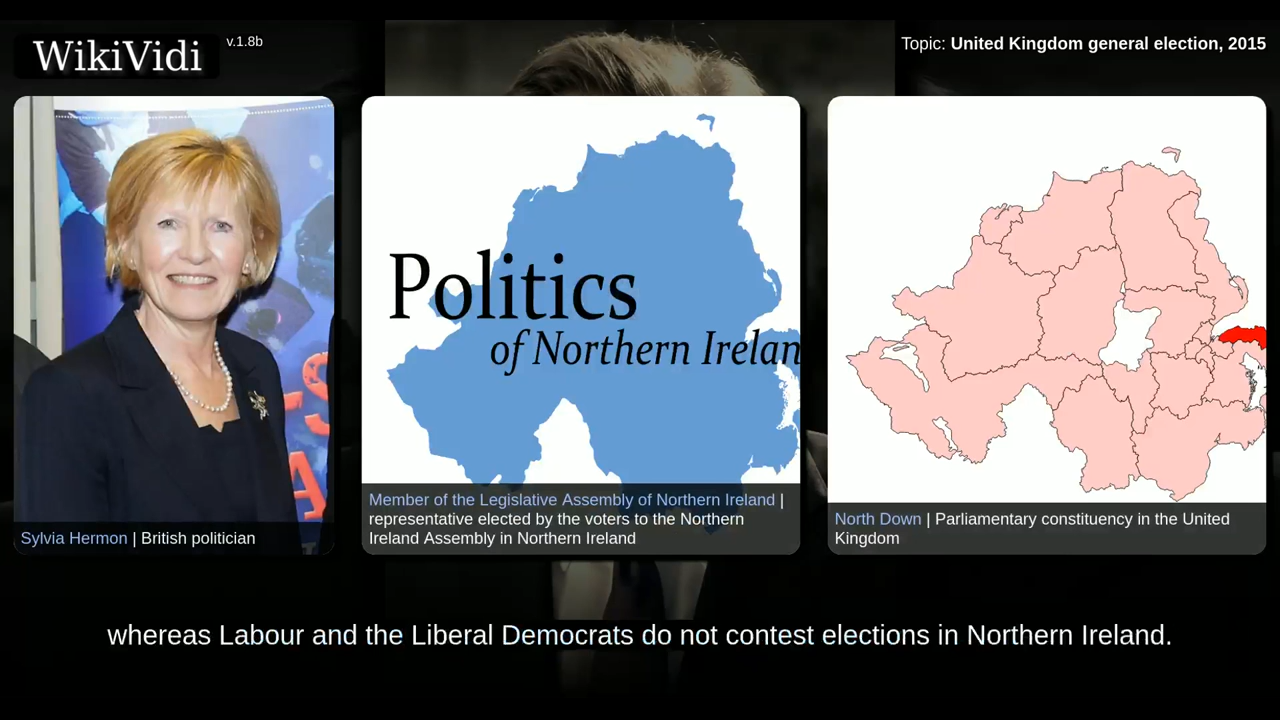 WikiVidi
v.1.8b
Topic: United Kingdom general election, 2015
Politics
of Northern Irelan
Sylvia Hermon | British politician
Member of the Legislative Assembly of Northern Ireland |
representative elected by the voters to the Northern
Ireland Assembly in Northern Ireland
North Down | Parliamentary constituency in the United
Kingdom
whereas Labour and the Liberal Democrats do not contest elections in Northern Ireland.